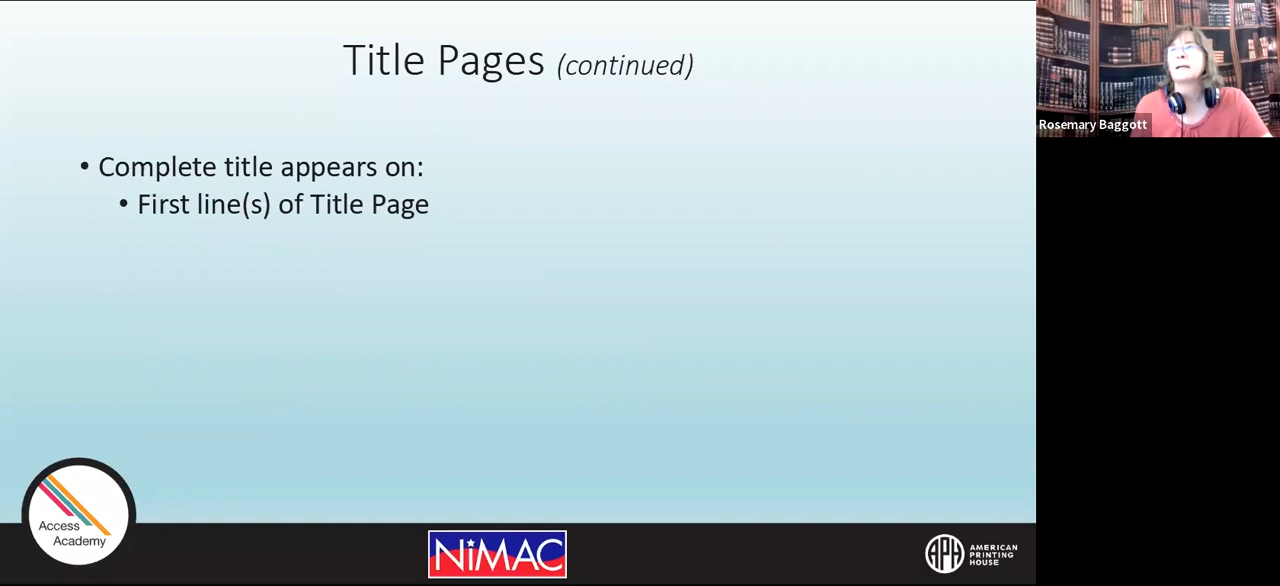 Title Pages (continued)
• Complete title appears on:
• First line(s) of Title Page
Rosemary Baggott
Access
Academy
NiMAC
APH
AMERICAN
PRINTING
HOUSE